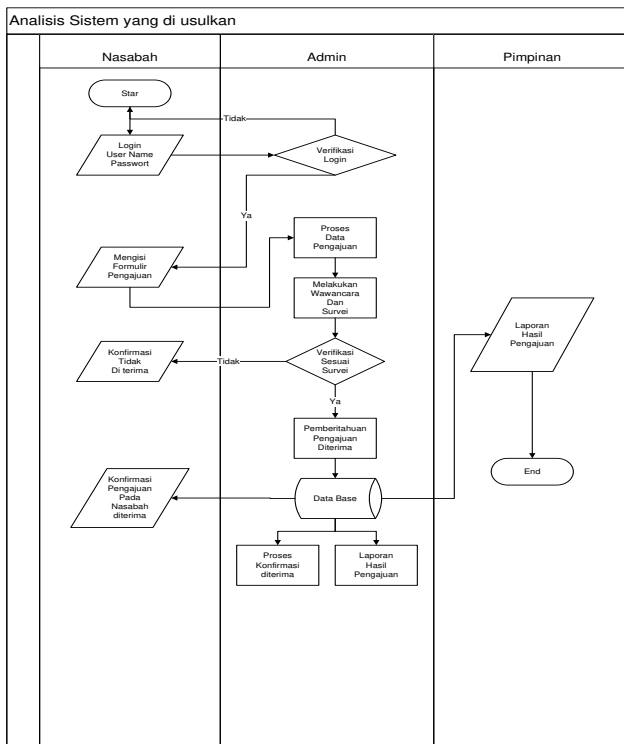 Analisis Sistem yang di usulkan
Nasabah
Admin
Pimpinan
Star
Tidak
Login
User Name
Passwort
Verifikasi
Login
Ya
Proses
Data
Pengajuan
Mengisi
Formulir
Pengajuan
Melakukan
Wawancara
Dan
Survei
Laporan
Hasil
Pengajuan
Konfirmasi
Tidak
Di terima
Tidak
Verifikasi
Sesuai
Survei
Ya
Pemberitahuan
Pengajuan
Diterima
End
Konfirmasi
Pengajuan
Pada
Nasabah
diterima
Data Base
Proses
Konfirmasi
diterima
Laporan
Hasil
Pengajuan